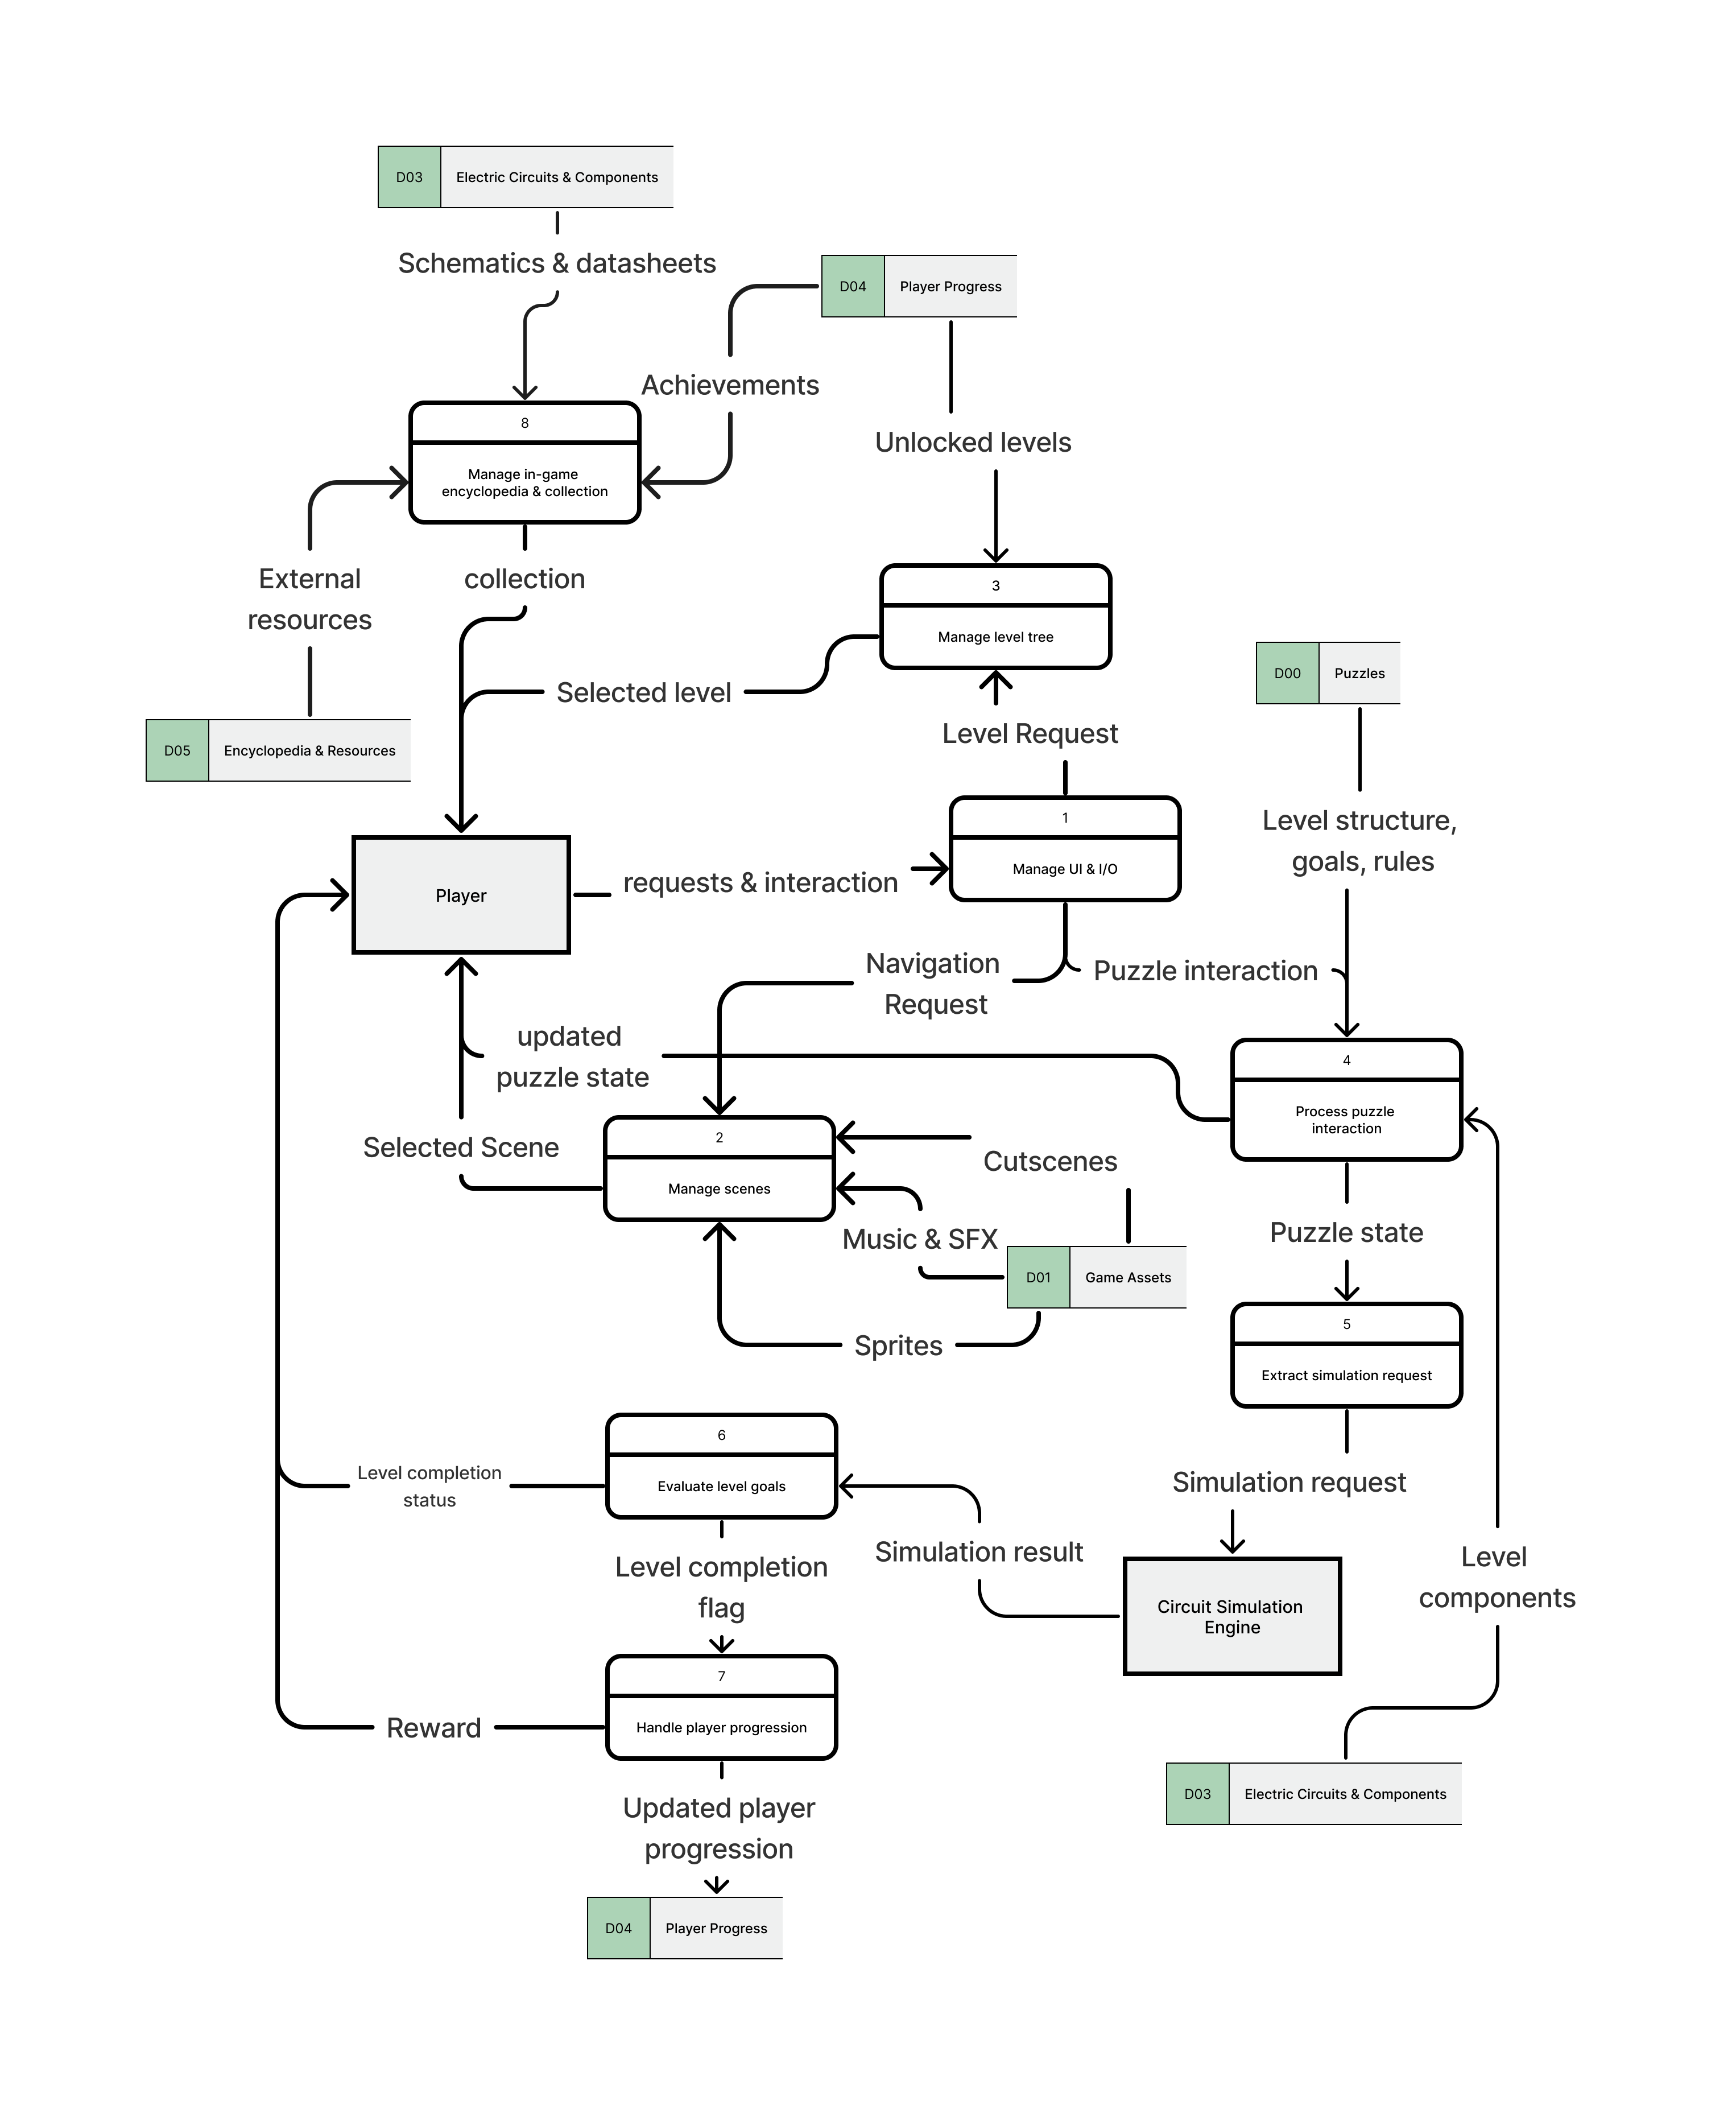 D03
Electric Circuits & Components
Schematics & datasheets
D04
Player Progress
Achievements
8
Manage in-game
encyclopedia & collection
Unlocked levels
External
resources
collection
3
Manage level tree
D00
Puzzles
Selected level
Level Request
D05
Encyclopedia & Resources
1
Manage UI & I/O
Level structure,
goals, rules
Player
requests & interaction
Navigation
Request
Puzzle interaction
updated
puzzle state
4
Process puzzle
interaction
2
Manage scenes
Selected Scene
Cutscenes
Music & SFX
Puzzle state
D01
Game Assets
Sprites
5
Extract simulation request
6
Evaluate level goals
Level completion
status
Simulation request
Simulation result
Level completion
flag
Level
components
Circuit Simulation
Engine
7
Handle player progression
Reward
D03
Electric Circuits & Components
Updated player
progression
D04
Player Progress